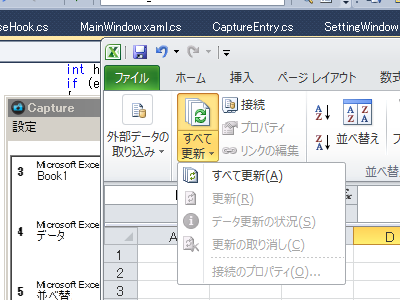 eHook.cs MainWindow.xaml.cs CaptureEntry.cs SettingWindow
int h
if (e
Capture
設定
3 Microsoft Exce
Book1
4 Microsoft Exce
データ
5 Microsoft Exce
並べ替
ファイル ホーム 挿入 ページ レイアウト 数式
外部データの
取り込み
すべて
更新
接続
プロパティ
リンクの編集
並べ替え
並べ替
すべて更新(A)
更新(R)
データ更新の状況(S)
更新の取り消し(C)
接続のプロパティ(O)...
A D
1
2
3